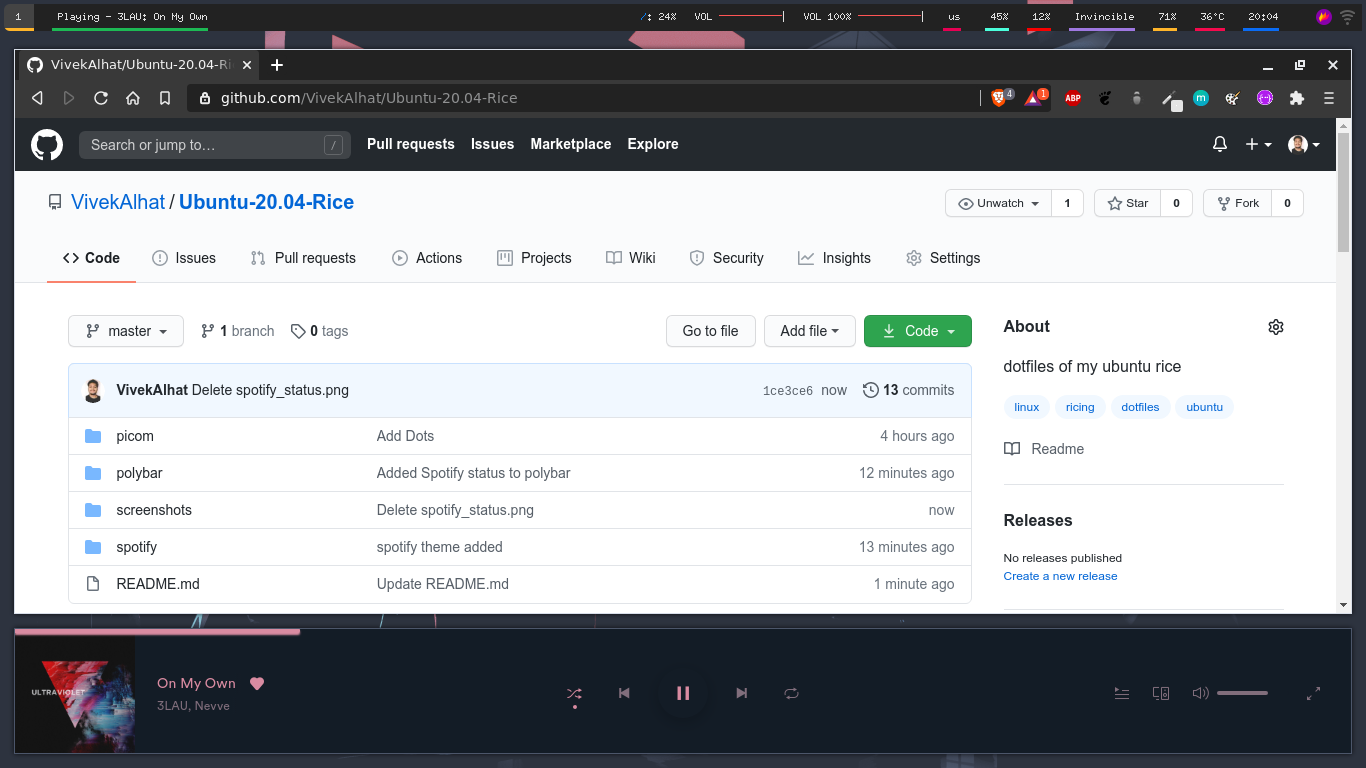 1 Playing - 3LAU: On My Own /: 24% VOL VOL 100% us 45% 12% Invincible 71% 36°C 20:04
VivekAlhat/Ubuntu-20.04-Ri
github.com/VivekAlhat/Ubuntu-20.04-Rice 4 1 ABP m
Search or jump to… / Pull requests Issues Marketplace Explore
VivekAlhat / Ubuntu-20.04-Rice Unwatch 1 Star 0 Fork 0
Code Issues Pull requests Actions Projects Wiki Security Insights Settings
master 1 branch 0 tags Go to file Add file Code
VivekAlhat Delete spotify_status.png 1ce3ce6 now 13 commits
picom Add Dots 4 hours ago
polybar Added Spotify status to polybar 12 minutes ago
screenshots Delete spotify_status.png now
spotify spotify theme added 13 minutes ago
README.md Update README.md 1 minute ago
About
dotfiles of my ubuntu rice
linux ricing dotfiles ubuntu
Readme
Releases
No releases published
Create a new release
ULTRAVIOLET
On My Own
3LAU, Nevve